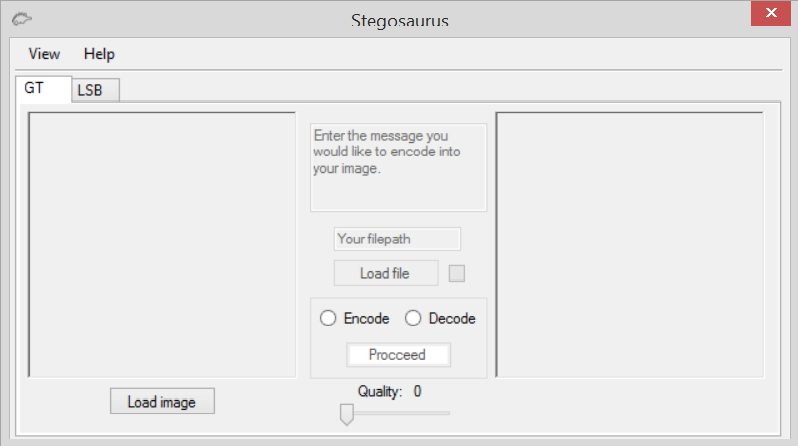 Stegosaurus
View Help
GT LSB
Enter the message you
would like to encode into
your image.
Your filepath
Load file
Encode Decode
Procceed
Load image
Quality: 0